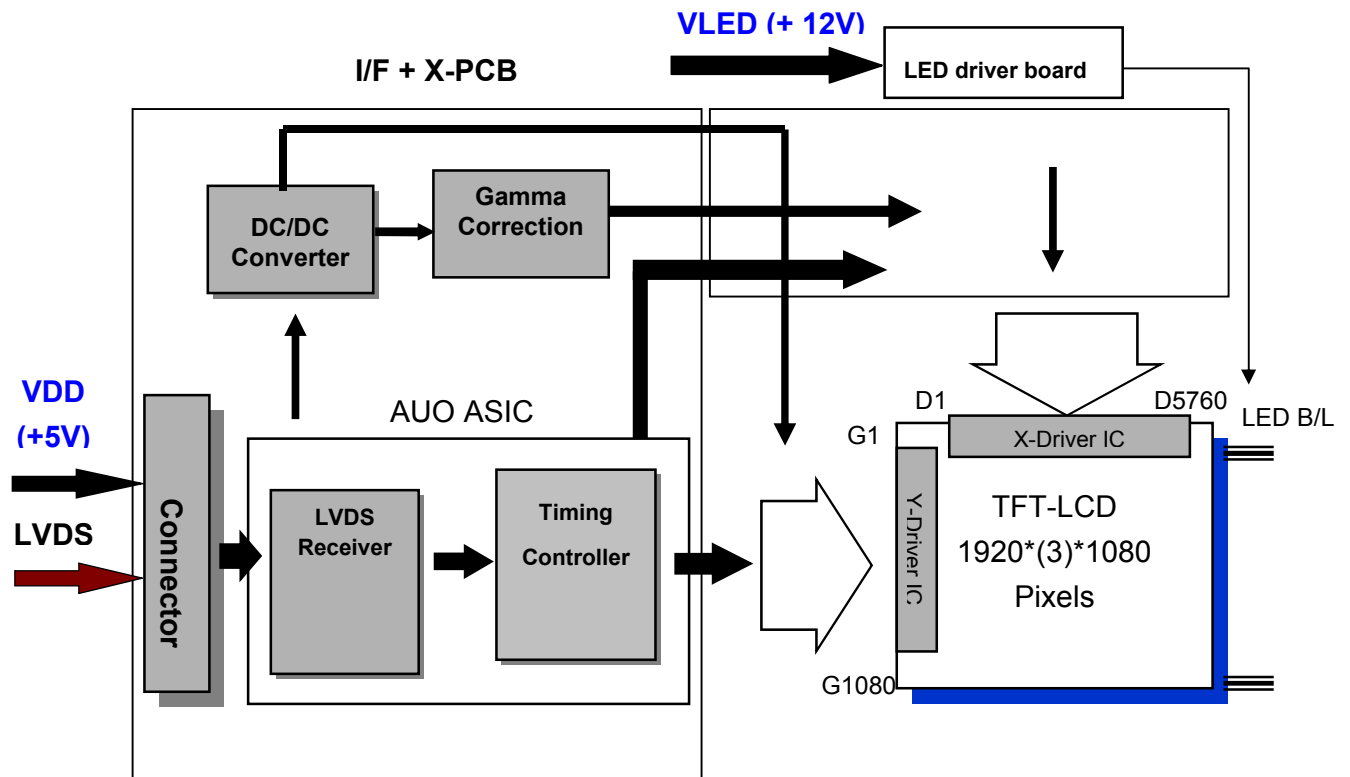 VLED (+ 12V)
I/F + X-PCB
LED driver board
Gamma
Correction
DC/DC
Converter
VDD
(+5V)
LVDS
AUO ASIC
Connector
LVDS
Receiver
Timing
Controller
D1
D5760
LED B/L
G1
X-Driver IC
Y-Driver IC
TFT-LCD
1920*(3)*1080
Pixels
G1080